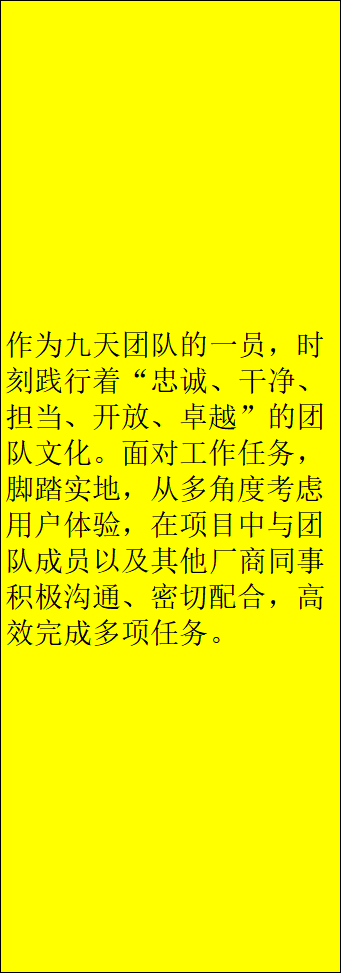 作为九天团队的一员，时
刻践行着“忠诚、干净、
担当、开放、卓越”的团
队文化。面对工作任务，
脚踏实地，从多角度考虑
用户体验，在项目中与团
队成员以及其他厂商同事
积极沟通、密切配合，高
效完成多项任务。